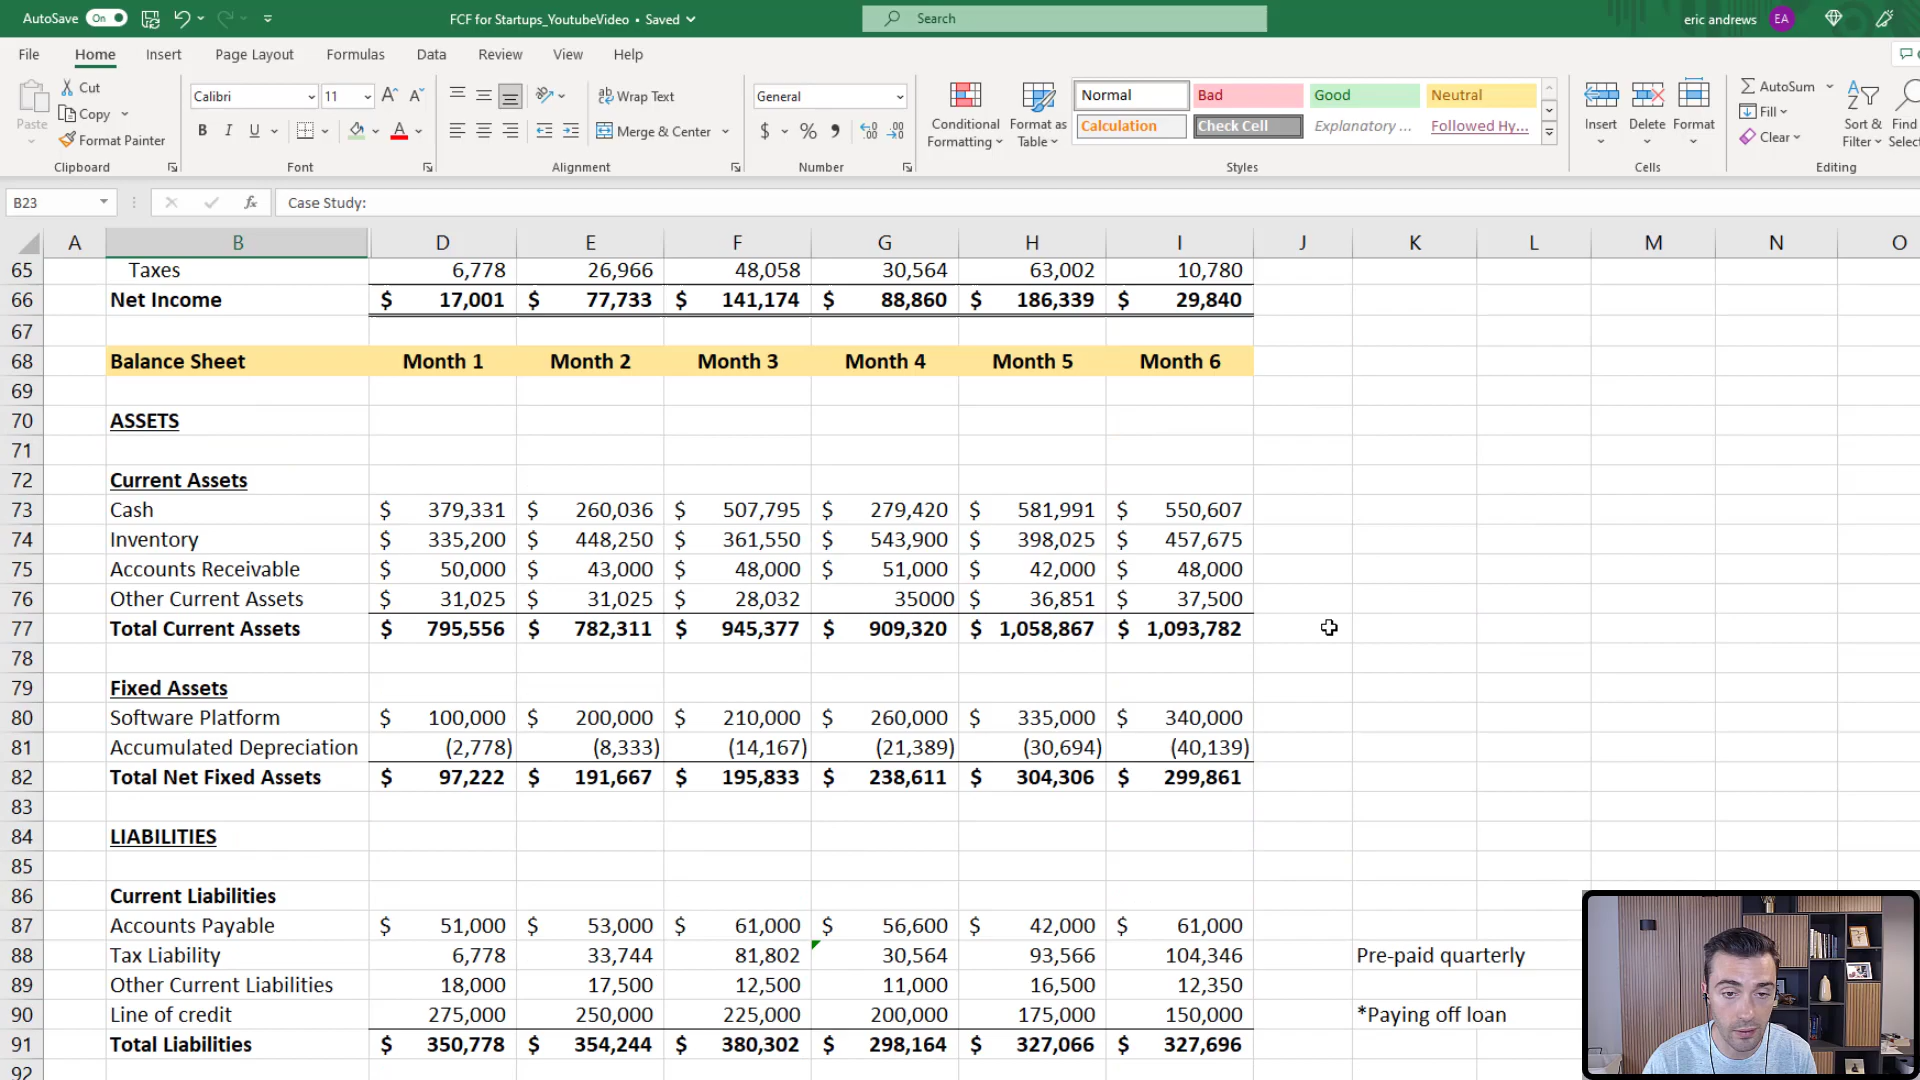 AutoSave On FCF for Startups_YoutubeVideo • Saved Search eric andrews EA
File Home Insert Page Layout Formulas Data Review View Help
Paste Cut Copy Format Painter Clipboard
Calibri 11 A A B I U A Font
ab Wrap Text Merge & Center Alignment
General $ % , Number
Conditional Formatting Format as Table
Normal Bad Good Neutral
Calculation Check Cell Explanatory ... Followed Hy...
Styles
Insert Delete Format Cells
AutoSum Fill Clear Sort & Filter Find Selec Editing
B23 fx Case Study:
A B D E F G H I J K L M N O
65 Taxes 6,778 26,966 48,058 30,564 63,002 10,780
66 Net Income $ 17,001 $ 77,733 $ 141,174 $ 88,860 $ 186,339 $ 29,840
67
68 Balance Sheet Month 1 Month 2 Month 3 Month 4 Month 5 Month 6
69
70 ASSETS
71
72 Current Assets
73 Cash $ 379,331 $ 260,036 $ 507,795 $ 279,420 $ 581,991 $ 550,607
74 Inventory $ 335,200 $ 448,250 $ 361,550 $ 543,900 $ 398,025 $ 457,675
75 Accounts Receivable $ 50,000 $ 43,000 $ 48,000 $ 51,000 $ 42,000 $ 48,000
76 Other Current Assets $ 31,025 $ 31,025 $ 28,032 35000 $ 36,851 $ 37,500
77 Total Current Assets $ 795,556 $ 782,311 $ 945,377 $ 909,320 $ 1,058,867 $ 1,093,782
78
79 Fixed Assets
80 Software Platform $ 100,000 $ 200,000 $ 210,000 $ 260,000 $ 335,000 $ 340,000
81 Accumulated Depreciation (2,778) (8,333) (14,167) (21,389) (30,694) (40,139)
82 Total Net Fixed Assets $ 97,222 $ 191,667 $ 195,833 $ 238,611 $ 304,306 $ 299,861
83
84 LIABILITIES
85
86 Current Liabilities
87 Accounts Payable $ 51,000 $ 53,000 $ 61,000 $ 56,600 $ 42,000 $ 61,000
88 Tax Liability 6,778 33,744 81,802 30,564 93,566 104,346 Pre-paid quarterly
89 Other Current Liabilities 18,000 17,500 12,500 11,000 16,500 12,350
90 Line of credit 275,000 250,000 225,000 200,000 175,000 150,000 *Paying off loan
91 Total Liabilities $ 350,778 $ 354,244 $ 380,302 $ 298,164 $ 327,066 $ 327,696
92